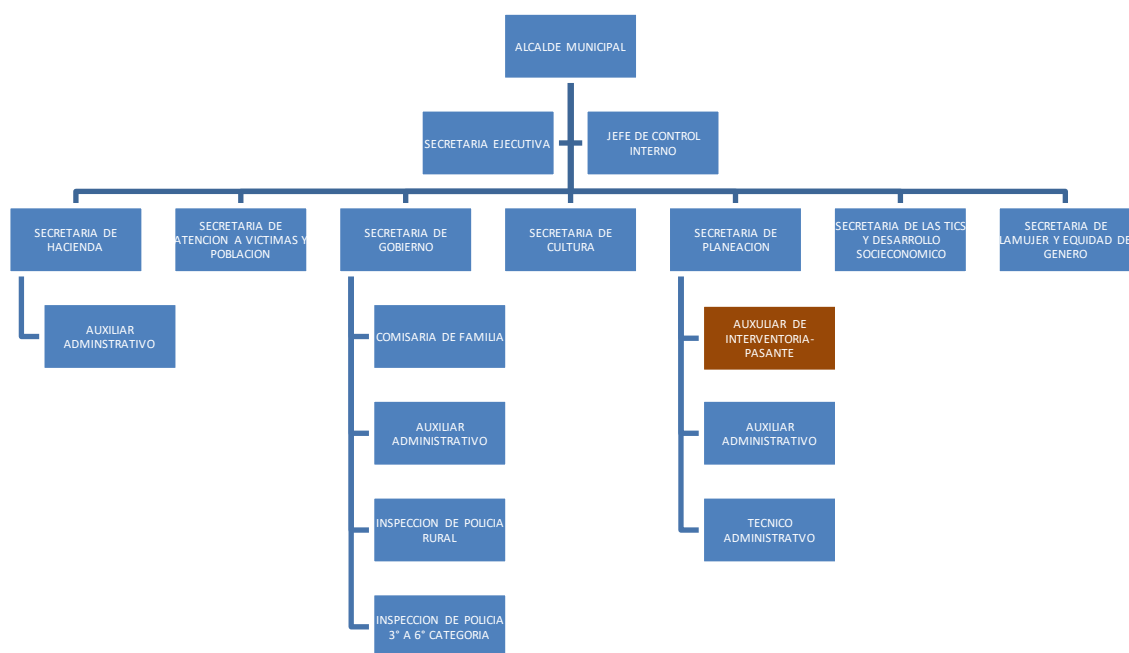 ALCALDE MUNICIPAL
SECRETARIA EJECUTIVA
JEFE DE CONTROL
INTERNO
SECRETARIA DE
HACIENDA
SECRETARIA DE
ATENCION A VICTIMAS Y
POBLACION
SECRETARIA DE
GOBIERNO
SECRETARIA DE
CULTURA
SECRETARIA DE
PLANEACION
SECRETARIA DE LAS TICS
Y DESARROLLO
SOCIECONOMICO
SECRETARIA DE
LAMUJER Y EQUIDAD DE
GENERO
AUXILIAR
ADMINSTRATIVO
COMISARIA DE FAMILIA
AUXILIAR
ADMINISTRATIVO
INSPECCION DE POLICIA
RURAL
INSPECCION DE POLICIA
3° A 6° CATEGORIA
AUXULIAR DE
INTERVENTORIA-
PASANTE
AUXILIAR
ADMINISTRATIVO
TECNICO
ADMINISTRATVO